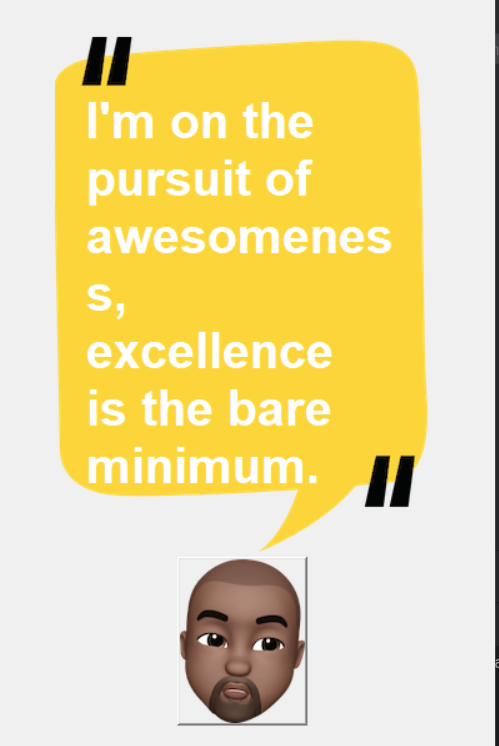 I'm on the
pursuit of
awesomenes
s,
excellence
is the bare
minimum.